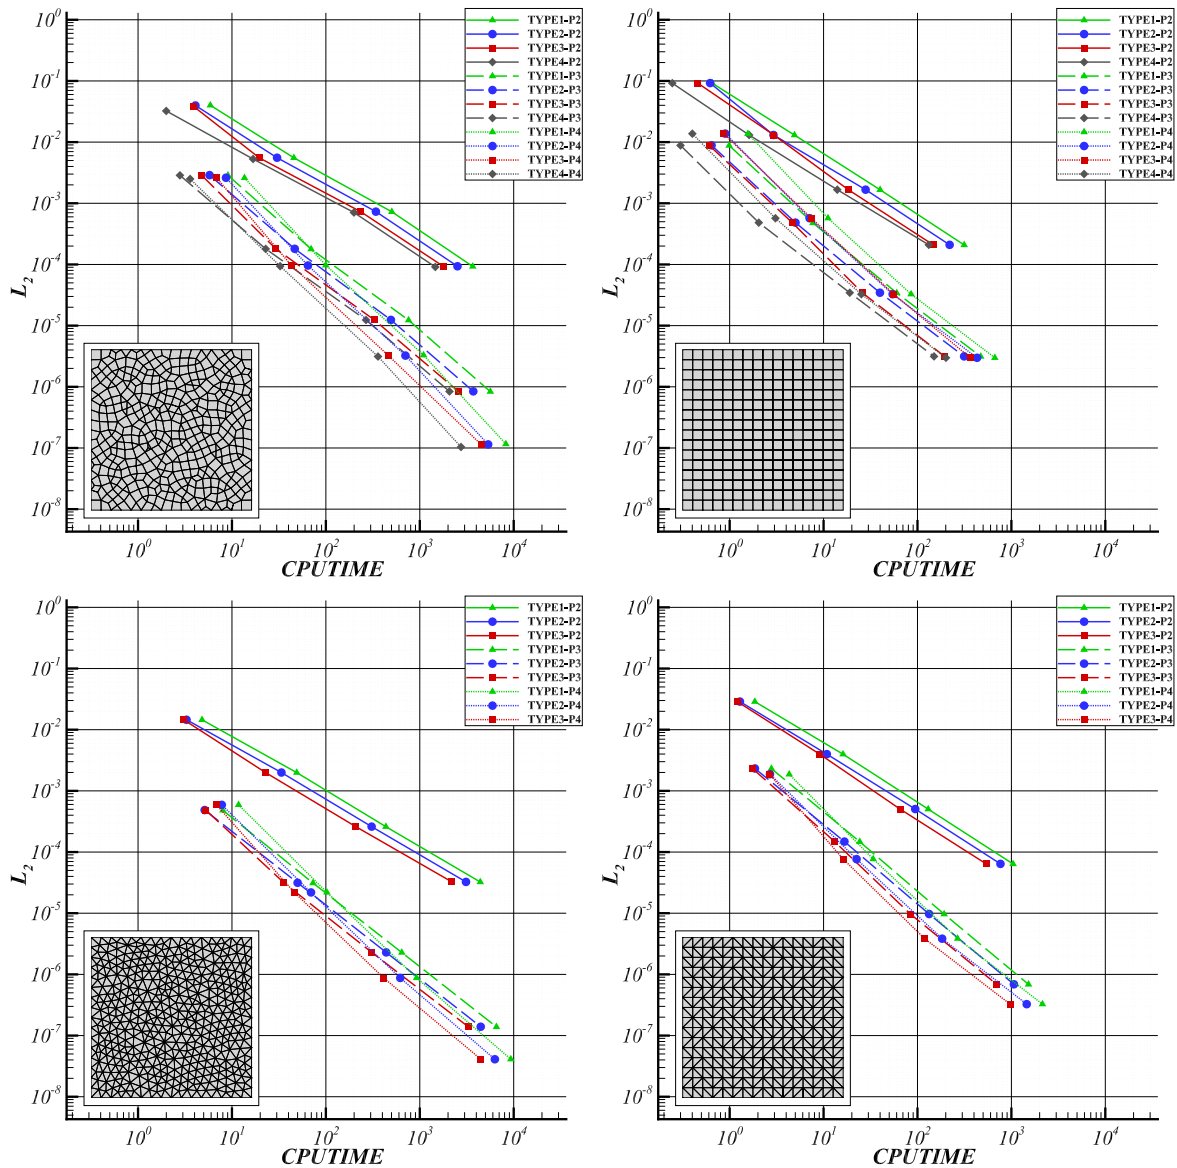 10^0
10^-1
10^-2
10^-3
10^-4
10^-5
10^-6
10^-7
10^-8
L_2
10^0 10^1 10^2 10^3 10^4
CPUTIME
TYPE1-P2
TYPE2-P2
TYPE3-P2
TYPE4-P2
TYPE1-P3
TYPE2-P3
TYPE3-P3
TYPE4-P3
TYPE1-P4
TYPE2-P4
TYPE3-P4
TYPE4-P4
10^0
10^-1
10^-2
10^-3
10^-4
10^-5
10^-6
10^-7
10^-8
L_2
10^0 10^1 10^2 10^3 10^4
CPUTIME
TYPE1-P2
TYPE2-P2
TYPE3-P2
TYPE4-P2
TYPE1-P3
TYPE2-P3
TYPE3-P3
TYPE4-P3
TYPE1-P4
TYPE2-P4
TYPE3-P4
TYPE4-P4
10^0
10^-1
10^-2
10^-3
10^-4
10^-5
10^-6
10^-7
10^-8
L_2
10^0 10^1 10^2 10^3 10^4
CPUTIME
TYPE1-P2
TYPE2-P2
TYPE3-P2
TYPE1-P3
TYPE2-P3
TYPE3-P3
TYPE1-P4
TYPE2-P4
TYPE3-P4
10^0
10^-1
10^-2
10^-3
10^-4
10^-5
10^-6
10^-7
10^-8
L_2
10^0 10^1 10^2 10^3 10^4
CPUTIME
TYPE1-P2
TYPE2-P2
TYPE3-P2
TYPE1-P3
TYPE2-P3
TYPE3-P3
TYPE1-P4
TYPE2-P4
TYPE3-P4